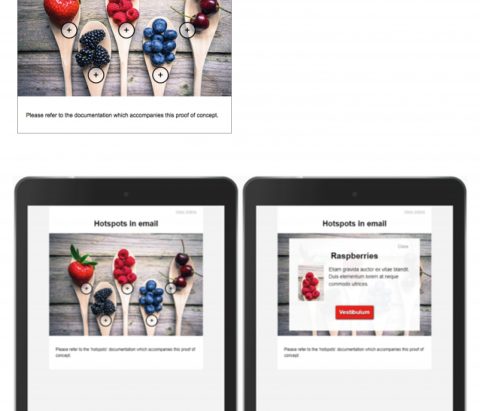 Please refer to the documentation which accompanies this proof of concept.
Hotspots in email
Please refer to the 'hotspots' documentation which accompanies this proof of
concept
Hotspots in email
Close
Raspberries
Etiam gravida auctor ex vitae blandit.
Duis elementum lorem at neque
commodo ultrices.
Vestibulum
Please refer to the 'hotspots' documentation which accompanies this proof of
concept